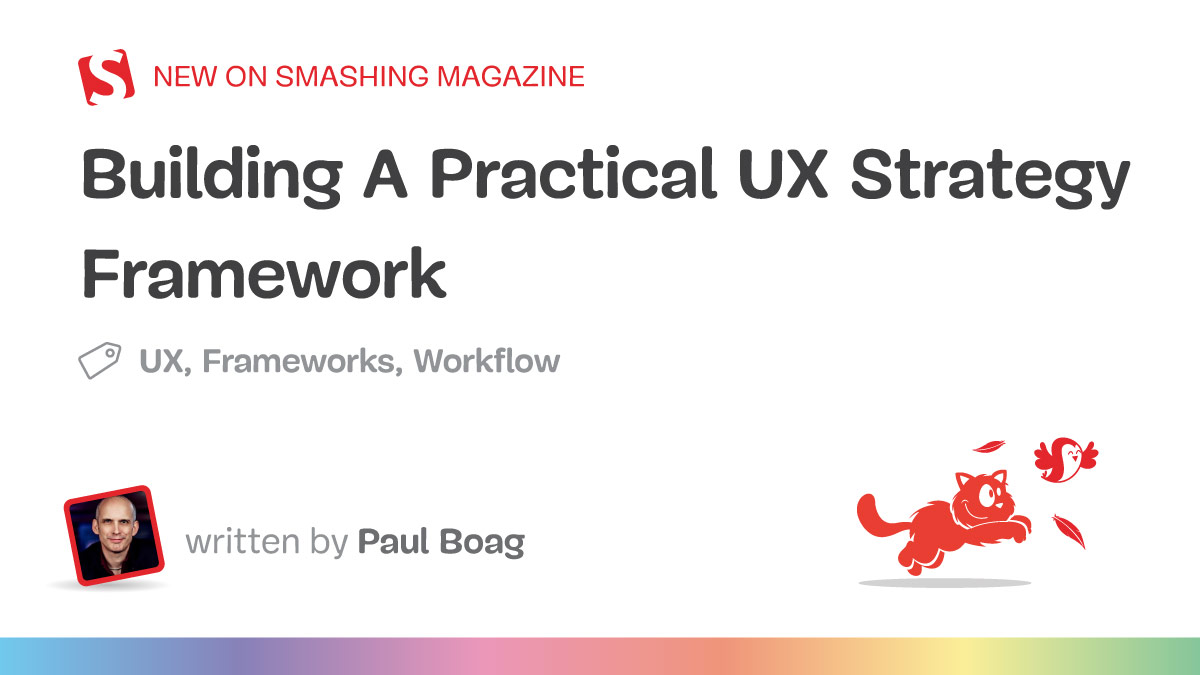 NEW ON SMASHING MAGAZINE
Building A Practical UX Strategy
Framework
UX, Frameworks, Workflow
written by Paul Boag